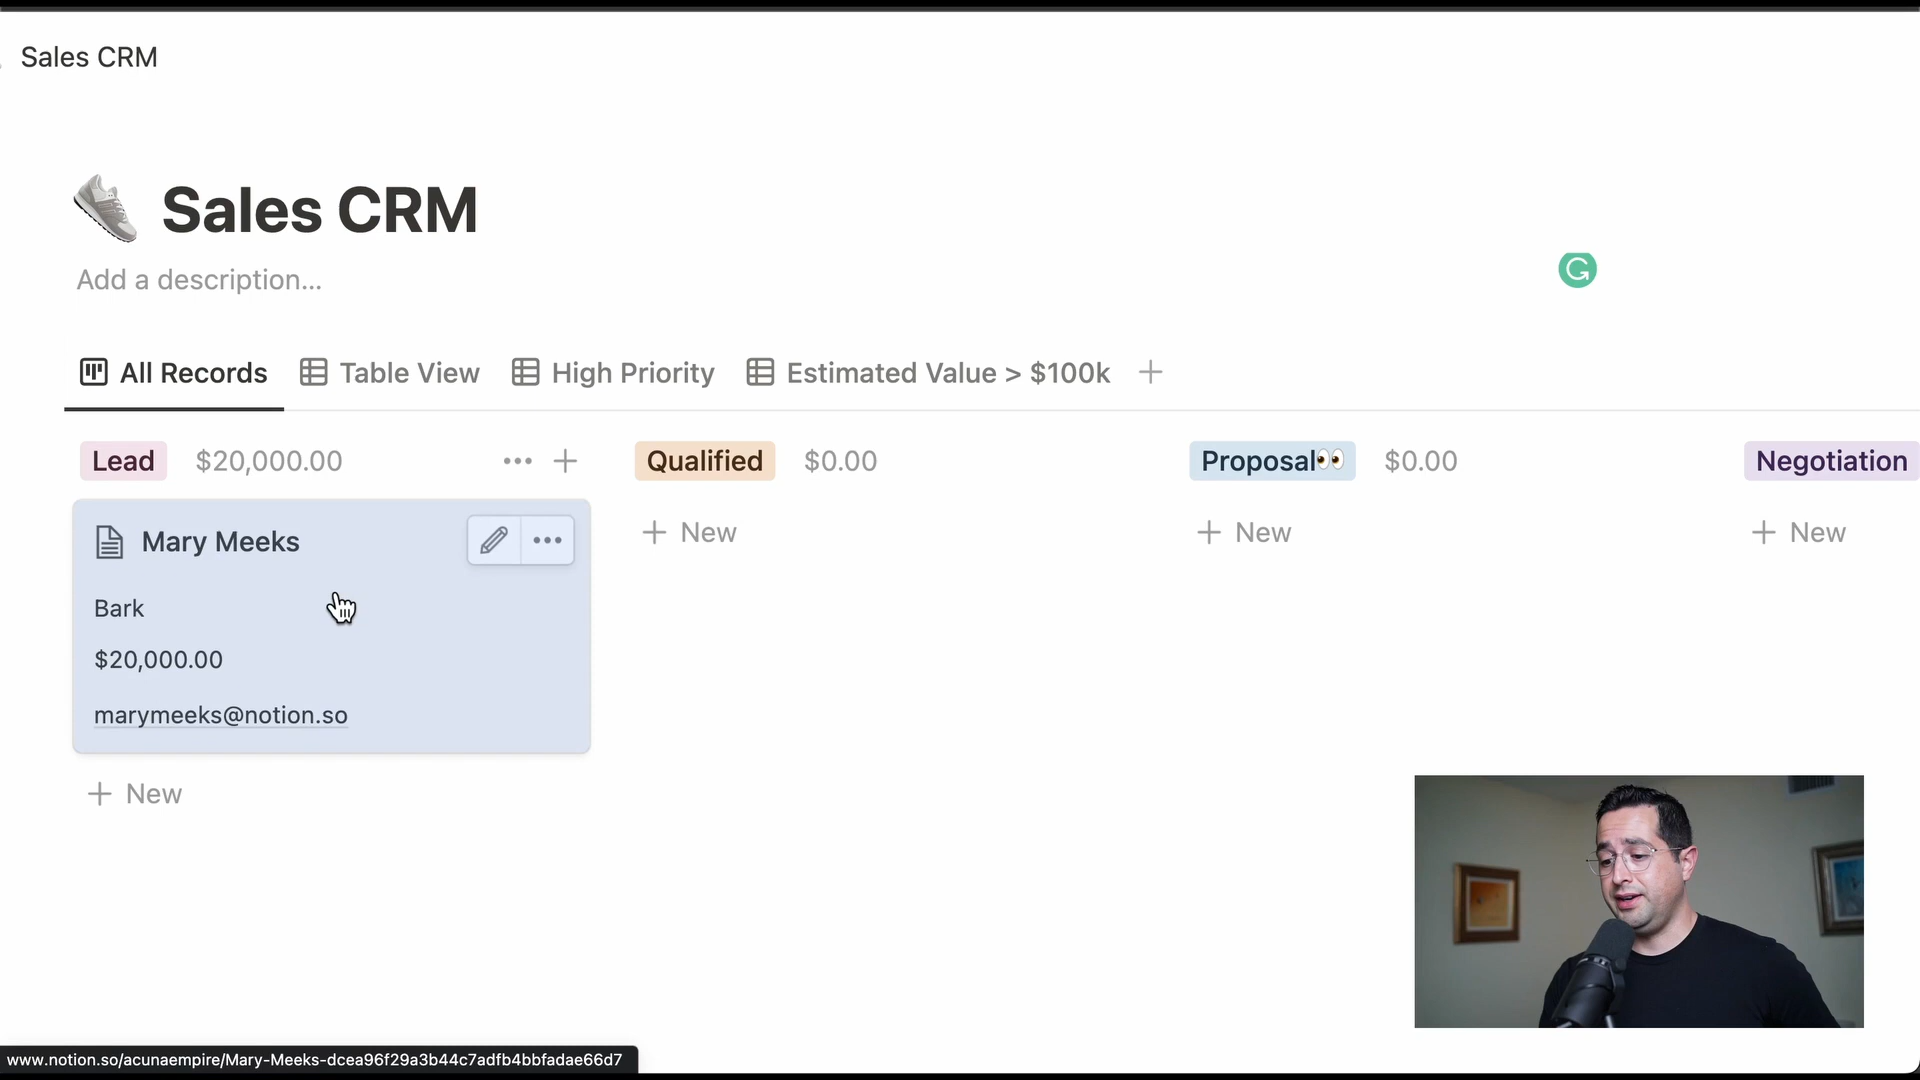 Sales CRM
Sales CRM
Add a description...
All Records Table View High Priority Estimated Value > $100k
Lead $20,000.00 Qualified $0.00 Proposal👀 $0.00 Negotiation
Mary Meeks
Bark
$20,000.00
marymeeks@notion.so
+ New
+ New
+ New
+ New
www.notion.so/acunaempire/Mary-Meeks-dcea96f29a3b44c7adfb4bbfadae66d7